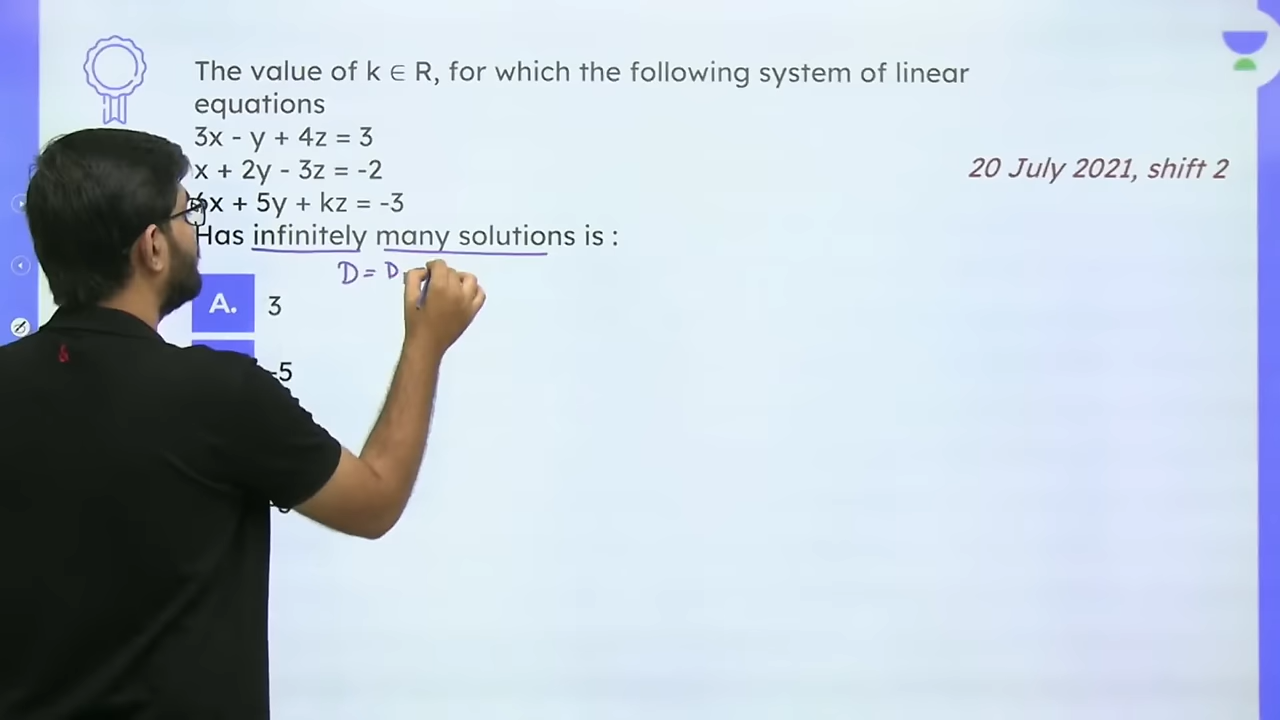 The value of k ∈ R, for which the following system of linear
equations
3x - y + 4z = 3
x + 2y - 3z = -2
6x + 5y + kz = -3
Has infinitely many solutions is :
20 July 2021, shift 2
D = D
A. 3
-5